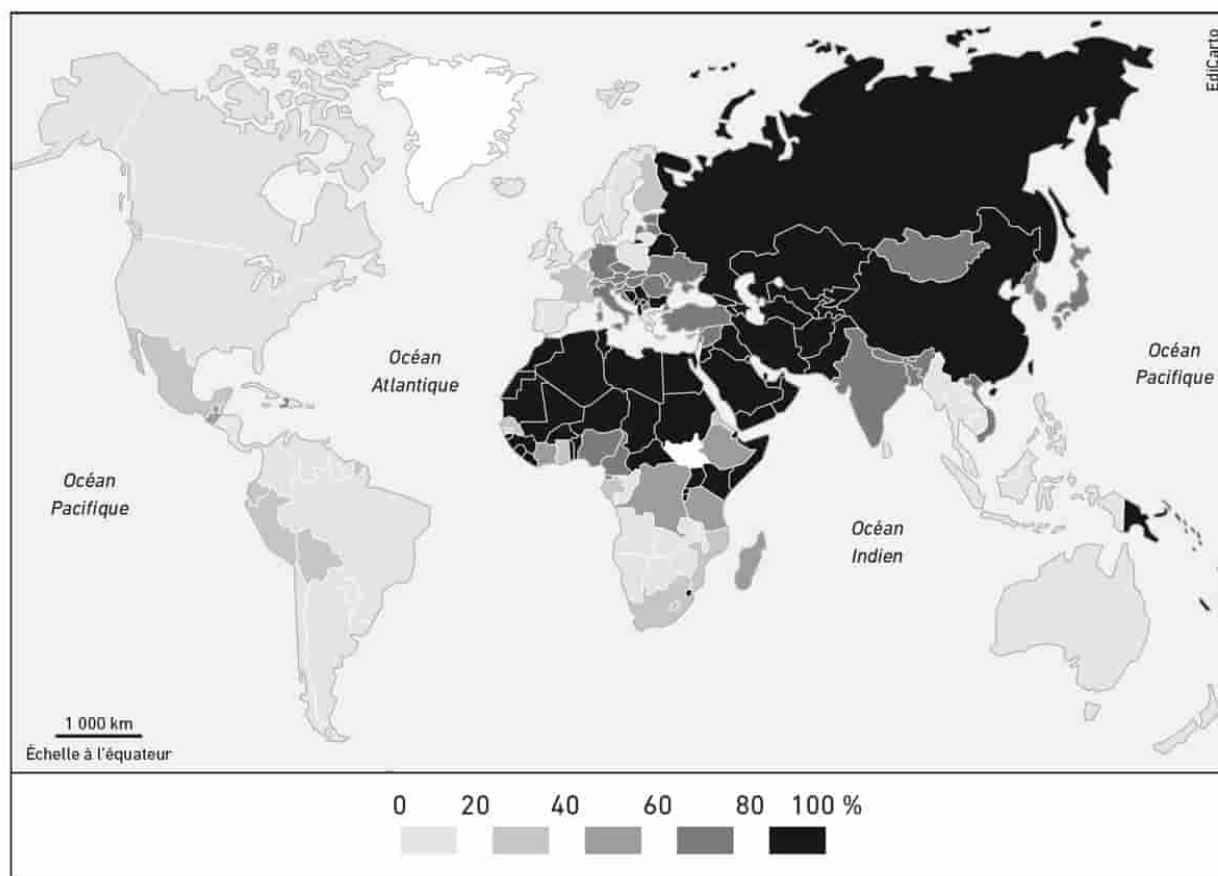 EdiCarto
Océan
Atlantique
Océan
Pacifique
Océan
Pacifique
Océan
Indien
1 000 km
Échelle à l'équateur
0 20 40 60 80 100 %